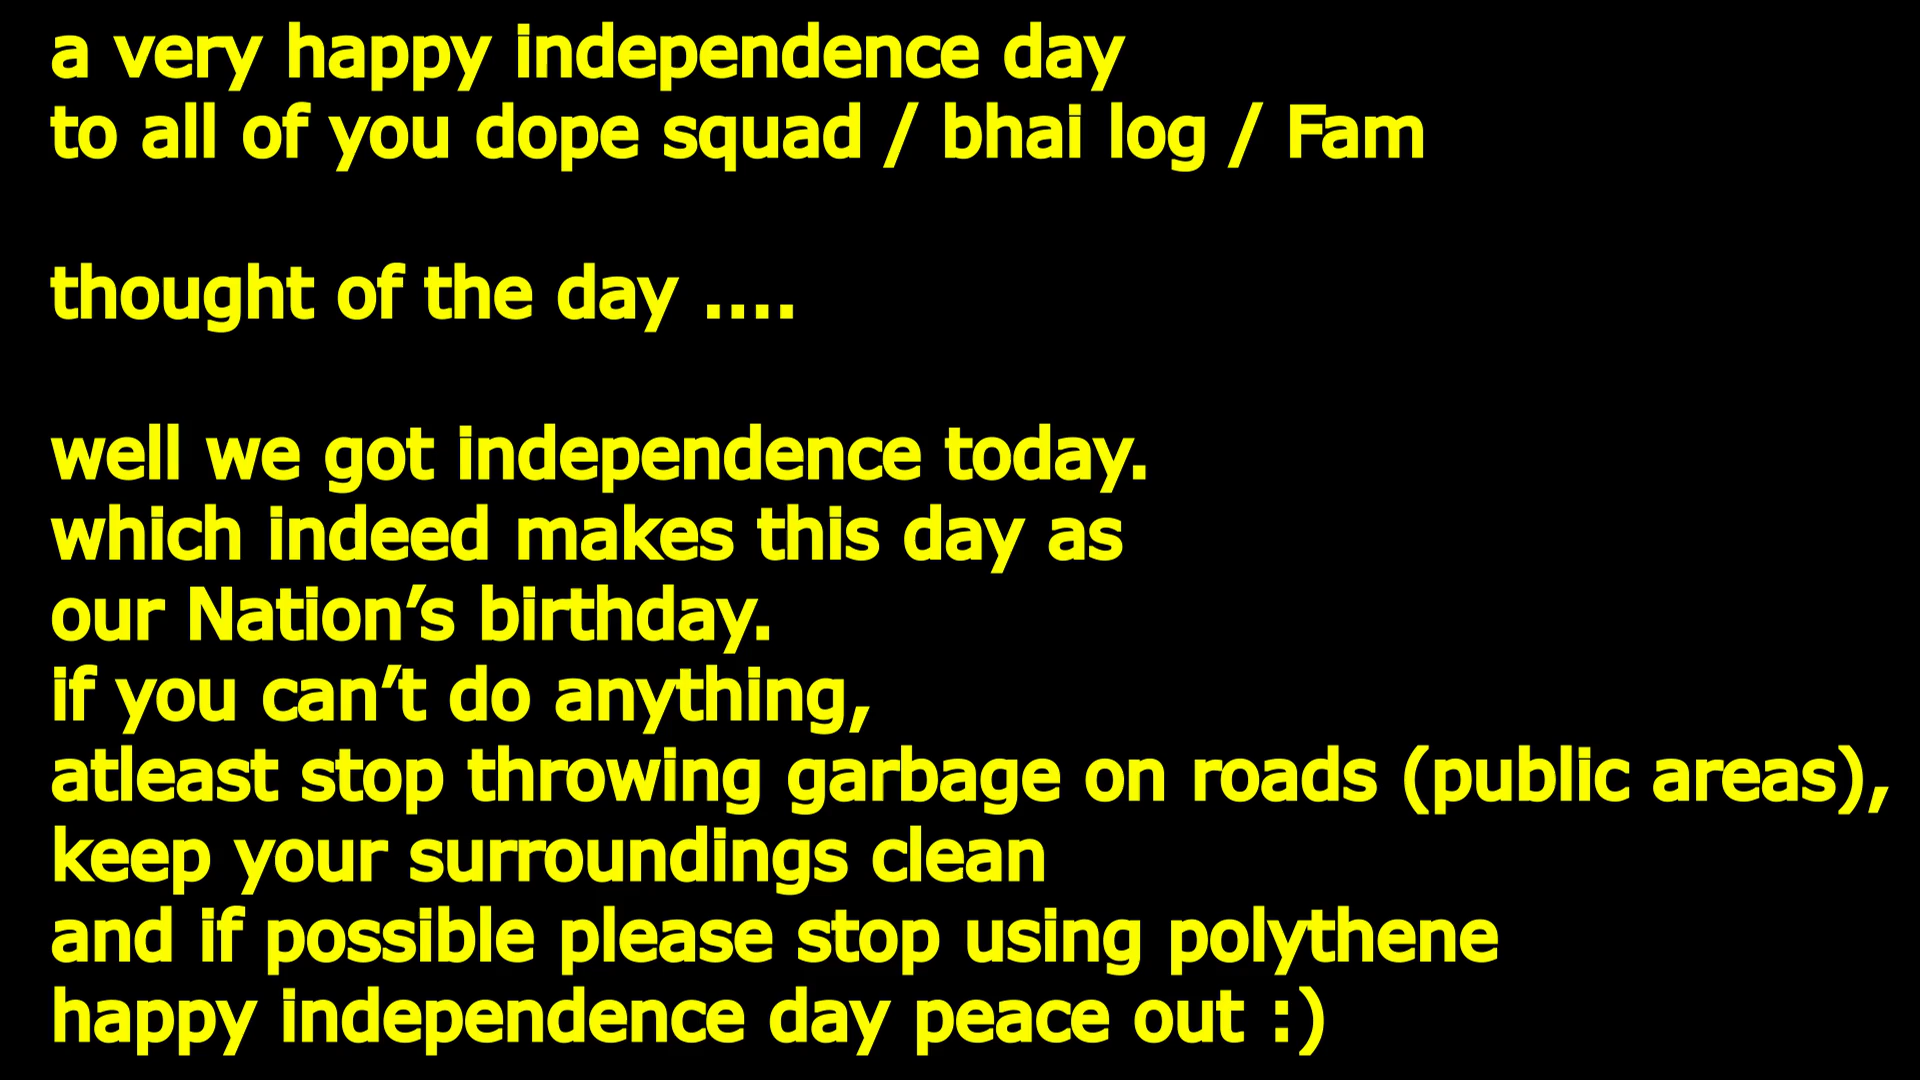 a very happy independence day
to all of you dope squad / bhai log / Fam
thought of the day ....
well we got independence today.
which indeed makes this day as
our Nation’s birthday.
if you can’t do anything,
atleast stop throwing garbage on roads (public areas),
keep your surroundings clean
and if possible please stop using polythene
happy independence day peace out :)